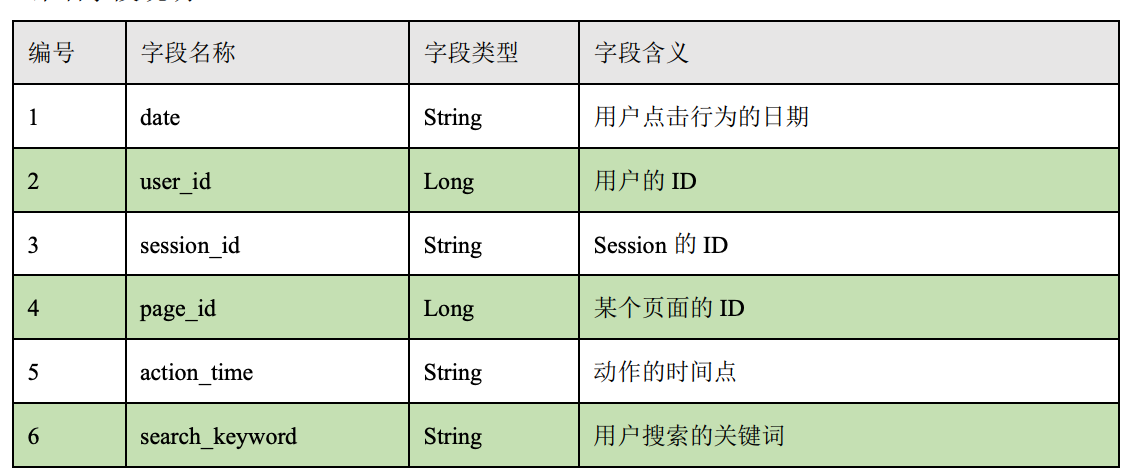 编号 字段名称 字段类型 字段含义
1 date String 用户点击行为的日期
2 user_id Long 用户的 ID
3 session_id String Session 的 ID
4 page_id Long 某个页面的 ID
5 action_time String 动作的时间点
6 search_keyword String 用户搜索的关键词